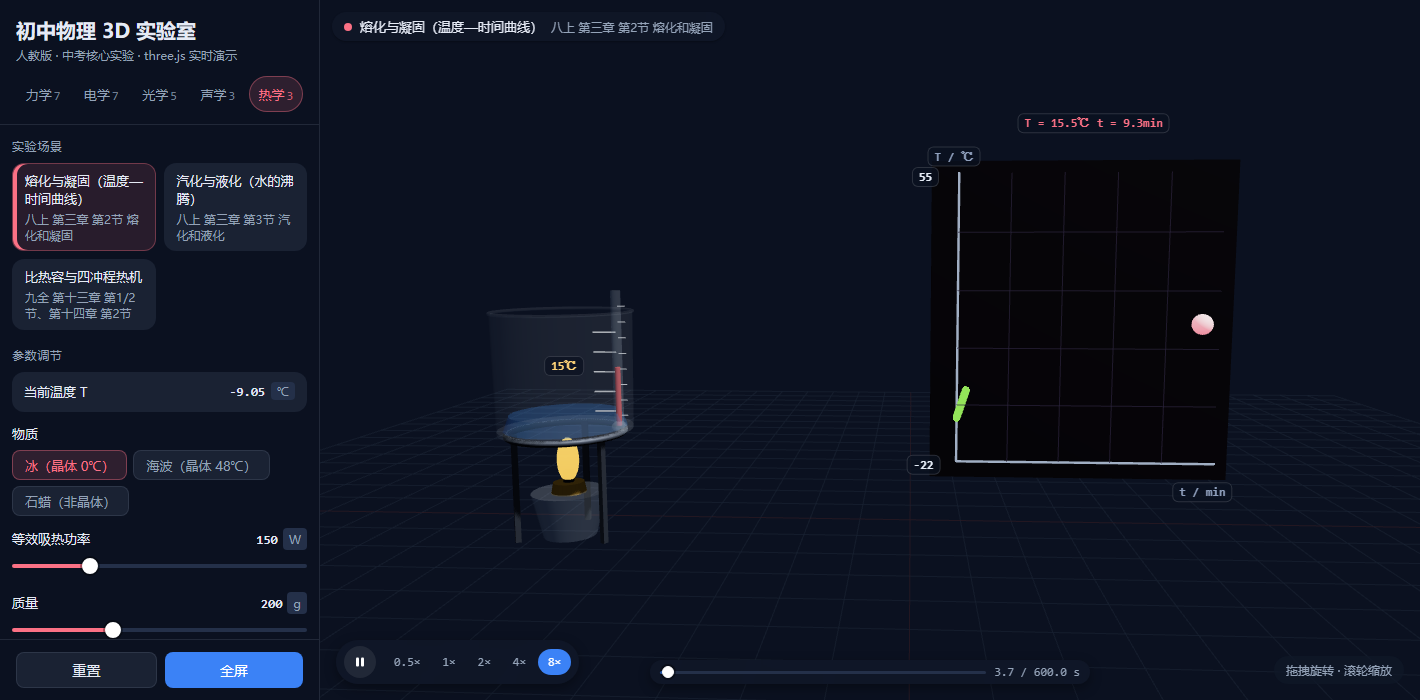 初中物理 3D 实验室
人教版 · 中考核心实验 · three.js 实时演示
力学 7 电学 7 光学 5 声学 3 热学 3
实验场景
熔化与凝固（温度—
时间曲线）
八上 第三章 第2节 熔
化和凝固
汽化与液化（水的沸
腾）
八上 第三章 第3节 汽
化和液化
比热容与四冲程热机
九全 第十三章 第1/2
节、第十四章 第2节
参数调节
当前温度 T -9.05 ℃
物质
冰（晶体 0℃） 海波（晶体 48℃）
石蜡（非晶体）
等效吸热功率 150 W
质量 200 g
重置 全屏
熔化与凝固（温度—时间曲线） 八上 第三章 第2节 熔化和凝固
T = 15.5℃ t = 9.3min
T / ℃
55
15℃
-22
t / min
0.5× 1× 2× 4× 8×
3.7 / 600.0 s
拖拽旋转 · 滚轮缩放